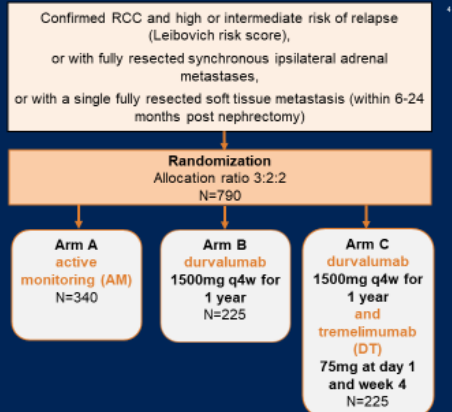 4
Confirmed RCC and high or intermediate risk of relapse
(Leibovich risk score),
or with fully resected synchronous ipsilateral adrenal
metastases,
or with a single fully resected soft tissue metastasis (within 6-24
months post nephrectomy)
Randomization
Allocation ratio 3:2:2
N=790
Arm A
active
monitoring (AM)
N=340
Arm B
durvalumab
1500mg q4w for
1 year
N=225
Arm C
durvalumab
1500mg q4w for
1 year
and
tremelimumab
(DT)
75mg at day 1
and week 4
N=225